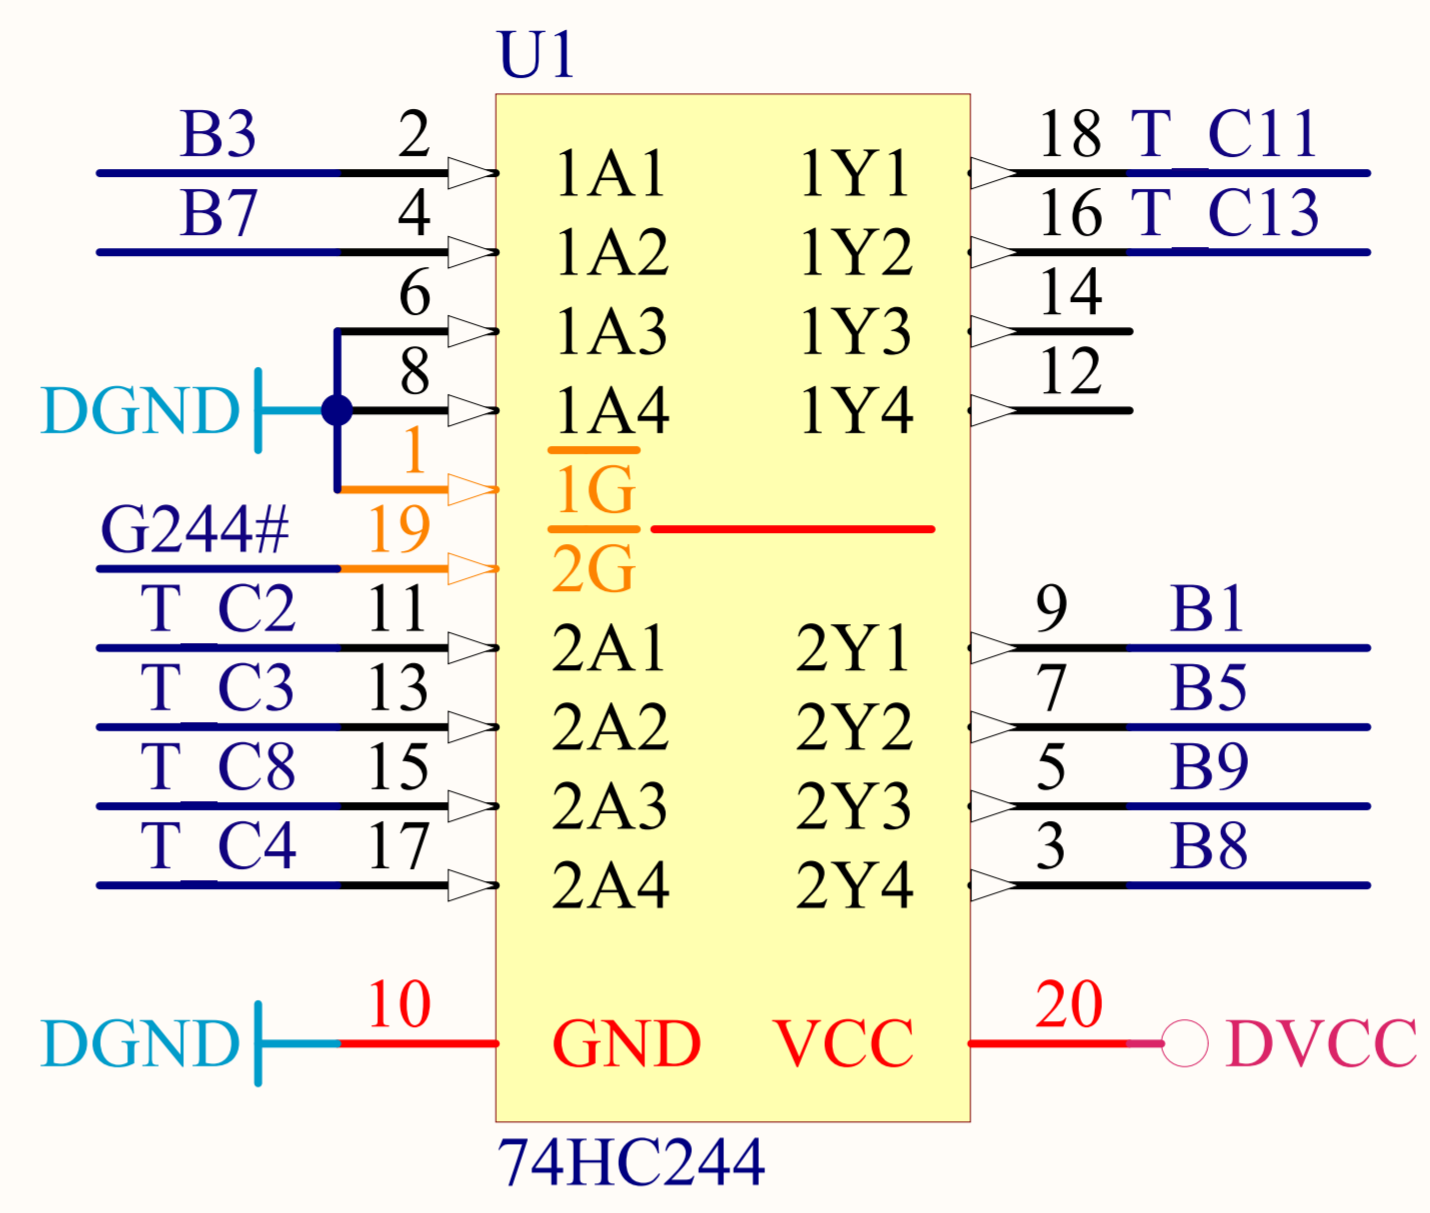 U1
B3 2 1A1 1Y1 18 T_C11
B7 4 1A2 1Y2 16 T_C13
6 1A3 1Y3 14
DGND 8 1A4 1Y4 12
1 1G
G244# 19 2G
T_C2 11 2A1 2Y1 9 B1
T_C3 13 2A2 2Y2 7 B5
T_C8 15 2A3 2Y3 5 B9
T_C4 17 2A4 2Y4 3 B8
DGND 10 GND VCC 20 DVCC
74HC244